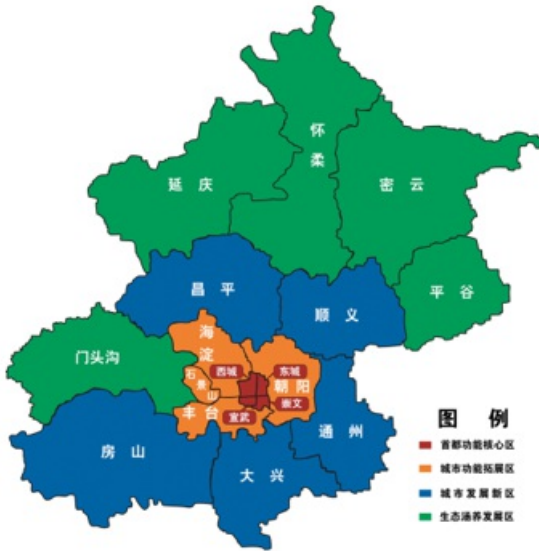 怀柔
延庆
密云
昌平
顺义
平谷
海淀
门头沟
西城
东城
石景山
朝阳
崇文
丰台
宣武
通州
房山
大兴
图例
首都功能核心区
城市功能拓展区
城市发展新区
生态涵养发展区